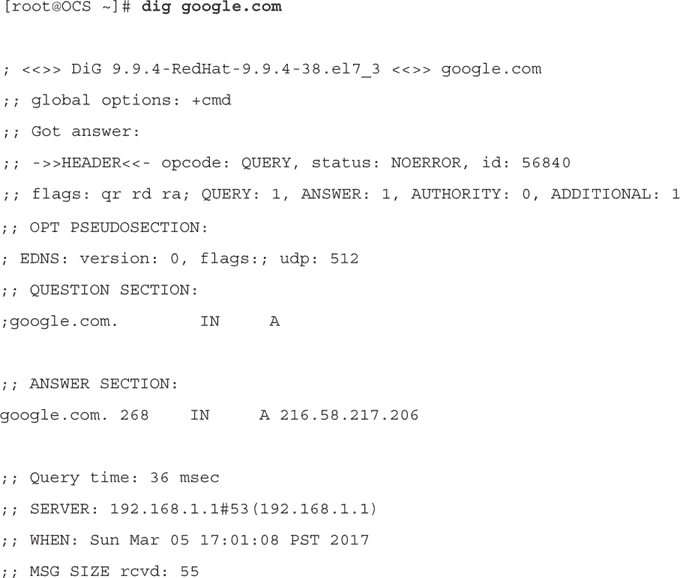 [root@OCS ~]# dig google.com
; <<>> DiG 9.9.4-RedHat-9.9.4-38.el7_3 <<>> google.com
;; global options: +cmd
;; Got answer:
;; ->>HEADER<<- opcode: QUERY, status: NOERROR, id: 56840
;; flags: qr rd ra; QUERY: 1, ANSWER: 1, AUTHORITY: 0, ADDITIONAL: 1
;; OPT PSEUDOSECTION:
; EDNS: version: 0, flags:; udp: 512
;; QUESTION SECTION:
;google.com. IN A
;; ANSWER SECTION:
google.com. 268 IN A 216.58.217.206
;; Query time: 36 msec
;; SERVER: 192.168.1.1#53(192.168.1.1)
;; WHEN: Sun Mar 05 17:01:08 PST 2017
;; MSG SIZE rcvd: 55